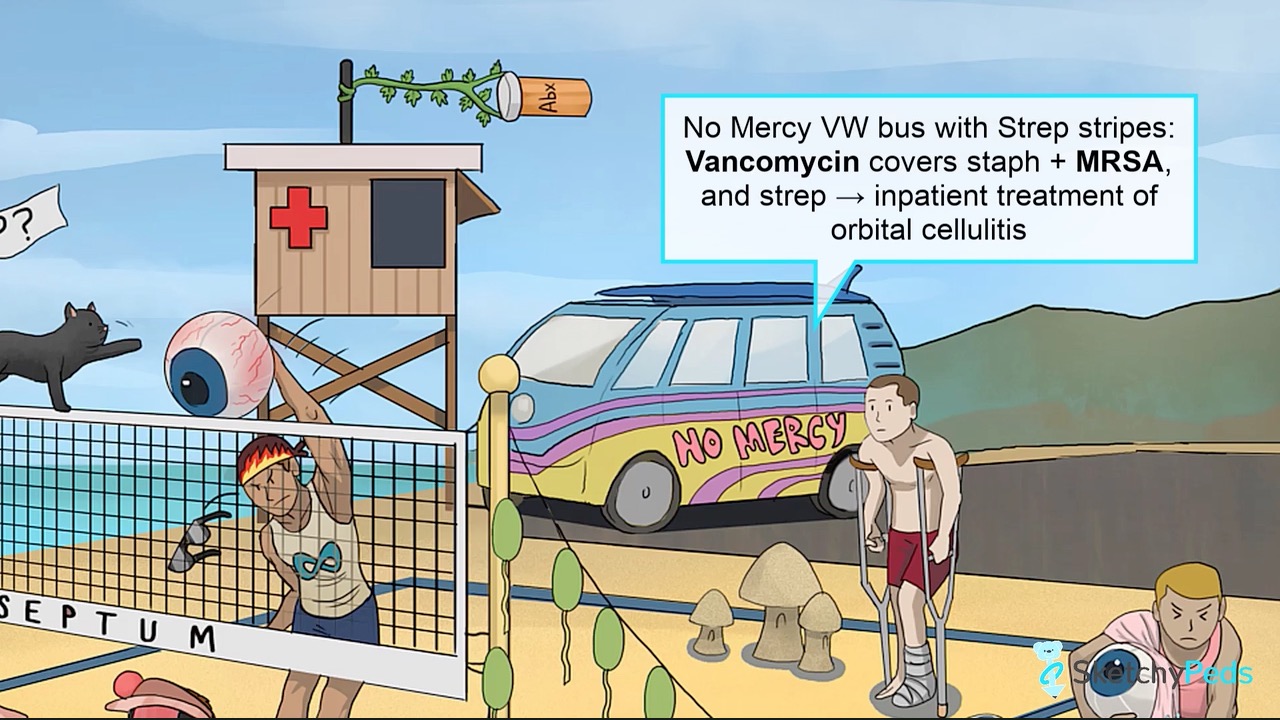 Abx
No Mercy VW bus with Strep stripes:
Vancomycin covers staph + MRSA,
and strep → inpatient treatment of
orbital cellulitis
P?
NO MERCY
SEPTUM
SketchyPeds